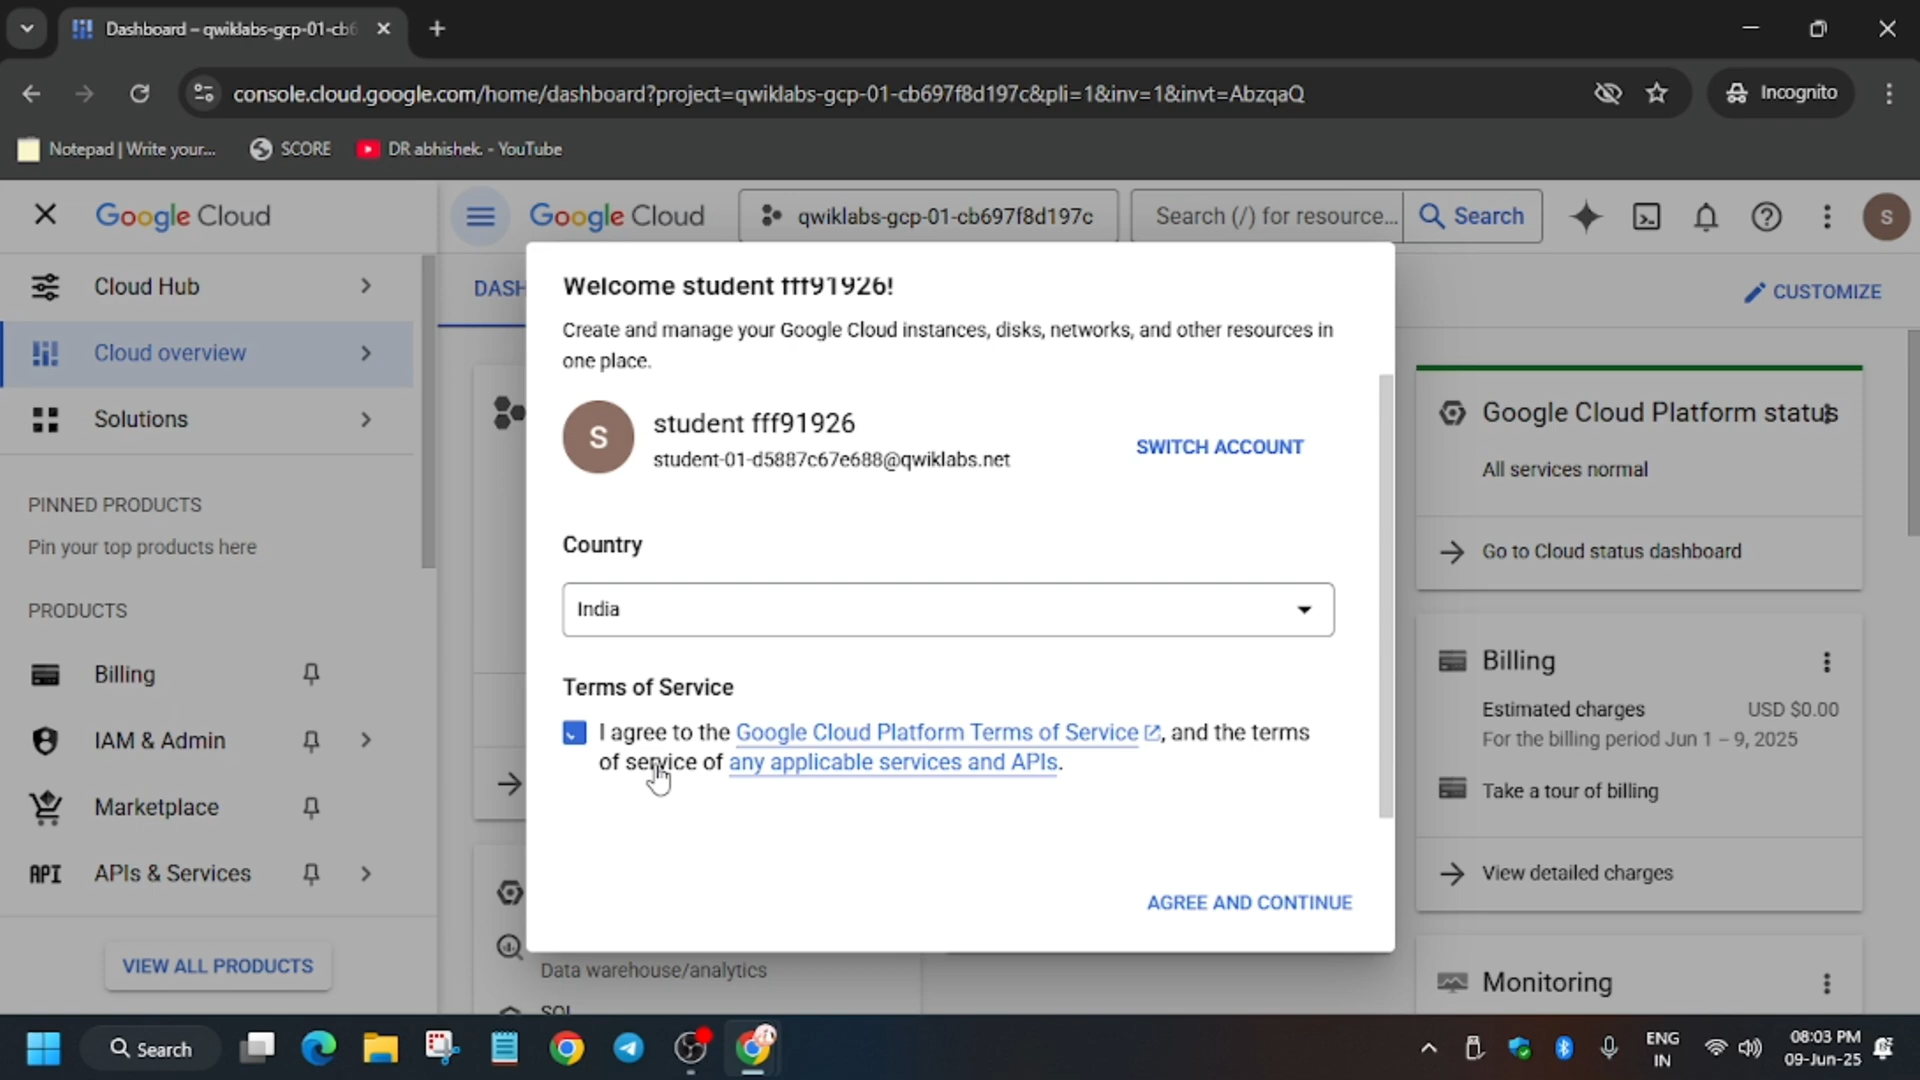 Dashboard – qwiklabs-gcp-01-cb6
console.cloud.google.com/home/dashboard?project=qwiklabs-gcp-01-cb697f8d197c&pli=1&inv=1&invt=AbzqaQ
Incognito
Notepad | Write your...
SCORE
DR abhishek. - YouTube
Google Cloud
Google Cloud
qwiklabs-gcp-01-cb697f8d197c
Search (/) for resource...
Search
S
Cloud Hub
Cloud overview
Solutions
PINNED PRODUCTS
Pin your top products here
PRODUCTS
Billing
IAM & Admin
Marketplace
API APIs & Services
VIEW ALL PRODUCTS
DASH
CUSTOMIZE
Welcome student fff91926!
Create and manage your Google Cloud instances, disks, networks, and other resources in
one place.
S
student fff91926
student-01-d5887c67e688@qwiklabs.net
SWITCH ACCOUNT
Country
India
Terms of Service
I agree to the Google Cloud Platform Terms of Service, and the terms
of service of any applicable services and APIs.
AGREE AND CONTINUE
Data warehouse/analytics
SQL
Google Cloud Platform status
All services normal
Go to Cloud status dashboard
Billing
Estimated charges USD $0.00
For the billing period Jun 1 – 9, 2025
Take a tour of billing
View detailed charges
Monitoring
Search
ENG
IN
08:03 PM
09-Jun-25